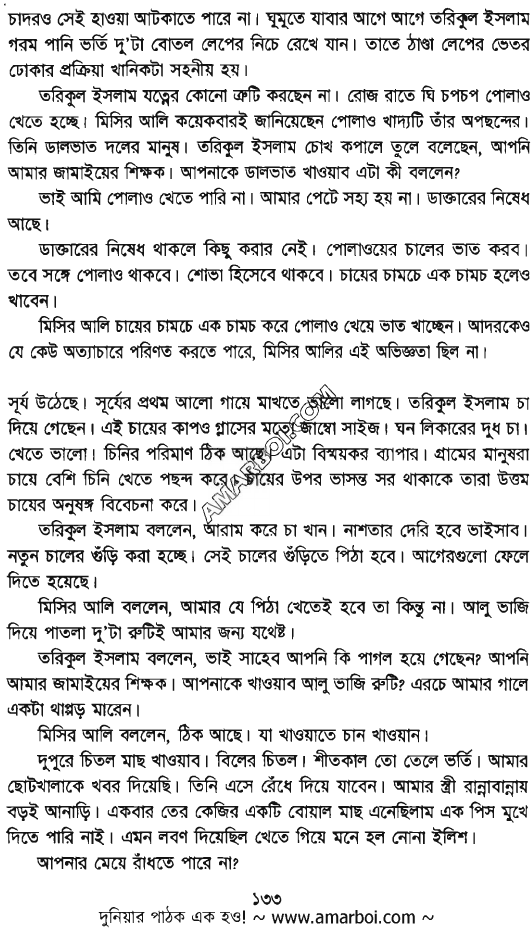 চাদরও সেই হাওয়া আটকাতে পারে না। ঘুমুতে যাবার আগে আগে তরিকুল ইসলাম
গরম পানি ভর্তি দু'টা বোতল লেপের নিচে রেখে যান। তাতে ঠাণ্ডা লেপের ভেতর
ঢোকার প্রক্রিয়া খানিকটা সহনীয় হয়।
তরিকুল ইসলাম যত্নের কোনো ত্রুটি করছেন না। রোজ রাতে ঘি চপচপ পোলাও
খেতে হচ্ছে। মিসির আলি কয়েকবারই জানিয়েছেন পোলাও খাদ্যটি তাঁর অপছন্দের।
তিনি ডালভাত দলের মানুষ। তরিকুল ইসলাম চোখ কপালে তুলে বলেছেন, আপনি
আমার জামাইয়ের শিক্ষক। আপনাকে ডালভাত খাওয়াব এটা কী বললেন?
ভাই আমি পোলাও খেতে পারি না। আমার পেটে সহ্য হয় না। ডাক্তারের নিষেধ
আছে।
ডাক্তারের নিষেধ থাকলে কিছু করার নেই। পোলাওয়ের চালের ভাত করব।
তবে সঙ্গে পোলাও থাকবে। শোভা হিসেবে থাকবে। চায়ের চামচে এক চামচ হলেও
খাবেন।
মিসির আলি চায়ের চামচে এক চামচ করে পোলাও খেয়ে ভাত খাচ্ছেন। আদরকেও
যে কেউ অত্যাচারে পরিণত করতে পারে, মিসির আলির এই অভিজ্ঞতা ছিল না।
সূর্য উঠেছে। সূর্যের প্রথম আলো গায়ে মাখতে ভালো লাগছে। তরিকুল ইসলাম চা
দিয়ে গেছেন। এই চায়ের কাপও গ্লাসের মতো জাম্বো সাইজ। ঘন লিকারের দুধ চা।
খেতে ভালো। চিনির পরিমাণ ঠিক আছে। এটা বিস্ময়কর ব্যাপার। গ্রামের মানুষরা
চায়ে বেশি চিনি খেতে পছন্দ করে। চায়ের উপর ভাসন্ত সর থাকাকে তারা উত্তম
চায়ের অনুষঙ্গ বিবেচনা করে।
তরিকুল ইসলাম বললেন, আরাম করে চা খান। নাশতার দেরি হবে ভাইসাব।
নতুন চালের গুঁড়ি করা হচ্ছে। সেই চালের গুঁড়িতে পিঠা হবে। আগেরগুলো ফেলে
দিতে হয়েছে।
মিসির আলি বললেন, আমার যে পিঠা খেতেই হবে তা কিন্তু না। আলু ভাজি
দিয়ে পাতলা দু'টা রুটিই আমার জন্য যথেষ্ট।
তরিকুল ইসলাম বললেন, ভাই সাহেব আপনি কি পাগল হয়ে গেছেন? আপনি
আমার জামাইয়ের শিক্ষক। আপনাকে খাওয়াব আলু ভাজি রুটি? এরচে আমার গালে
একটা থাপ্পড় মারেন।
মিসির আলি বললেন, ঠিক আছে। যা খাওয়াতে চান খাওয়ান।
দুপুরে চিতল মাছ খাওয়াব। বিলের চিতল। শীতকাল তো তেলে ভর্তি। আমার
ছোটখালাকে খবর দিয়েছি। তিনি এসে রেঁধে দিয়ে যাবেন। আমার স্ত্রী রান্নাবান্নায়
বড়ই আনাড়ি। একবার তের কেজির একটি বোয়াল মাছ এনেছিলাম এক পিস মুখে
দিতে পারি নাই। এমন লবণ দিয়েছিল খেতে গিয়ে মনে হল নোনা ইলিশ।
আপনার মেয়ে রাঁধতে পারে না?
১৩৩
দুনিয়ার পাঠক এক হও! ~ www.amarboi.com ~
AMARBOI.COM